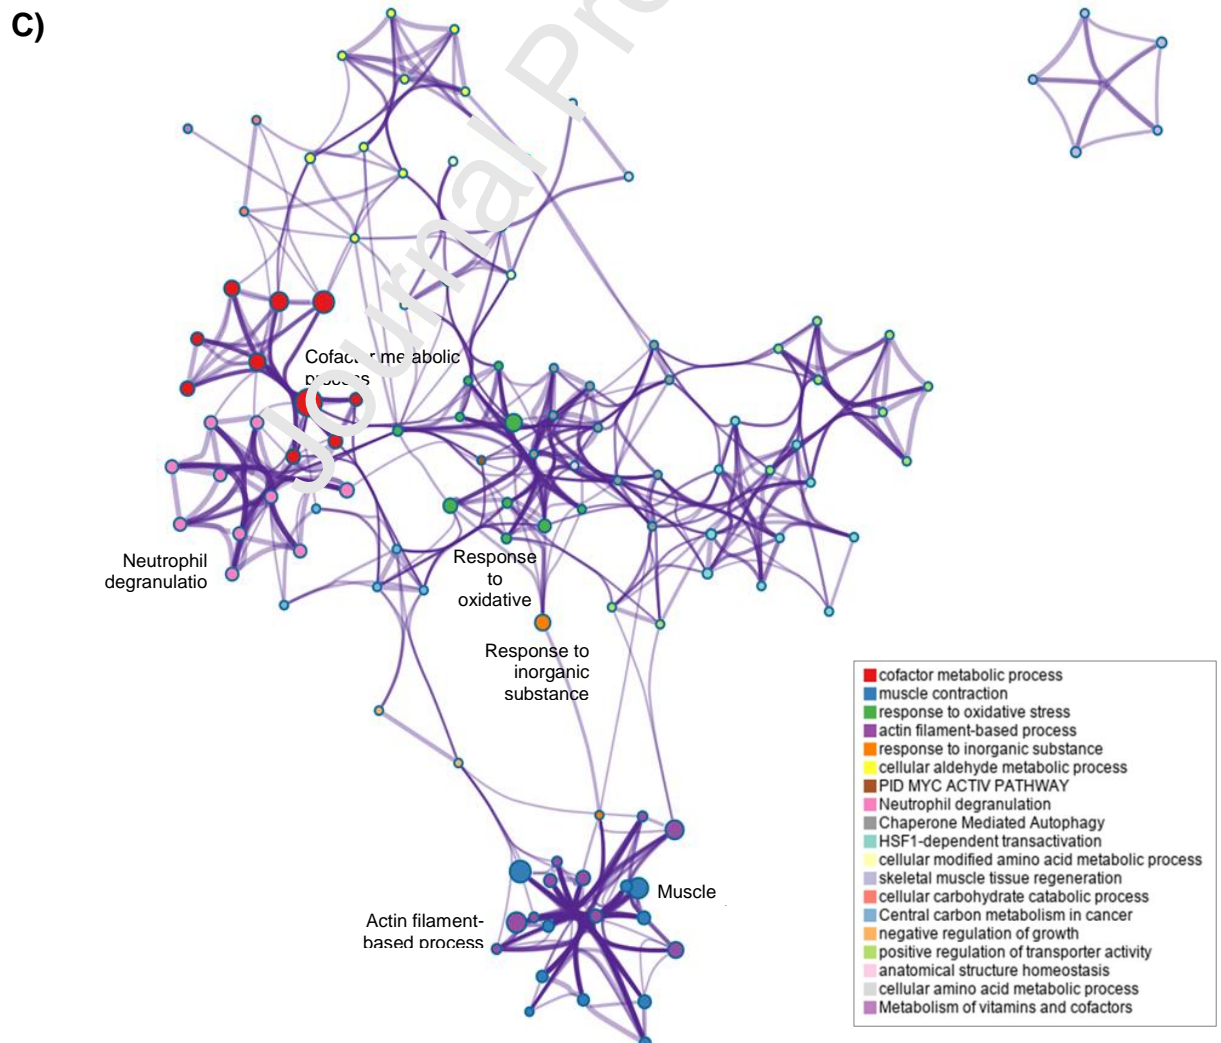 C)
Journal Pro
Cofactor metabolic
process
Neutrophil
degranulatio
Response
to
oxidative
Response to
inorganic
substance
Muscle
Actin filament-
based process
cofactor metabolic process
muscle contraction
response to oxidative stress
actin filament-based process
response to inorganic substance
cellular aldehyde metabolic process
PID MYC ACTIV PATHWAY
Neutrophil degranulation
Chaperone Mediated Autophagy
HSF1-dependent transactivation
cellular modified amino acid metabolic process
skeletal muscle tissue regeneration
cellular carbohydrate catabolic process
Central carbon metabolism in cancer
negative regulation of growth
positive regulation of transporter activity
anatomical structure homeostasis
cellular amino acid metabolic process
Metabolism of vitamins and cofactors